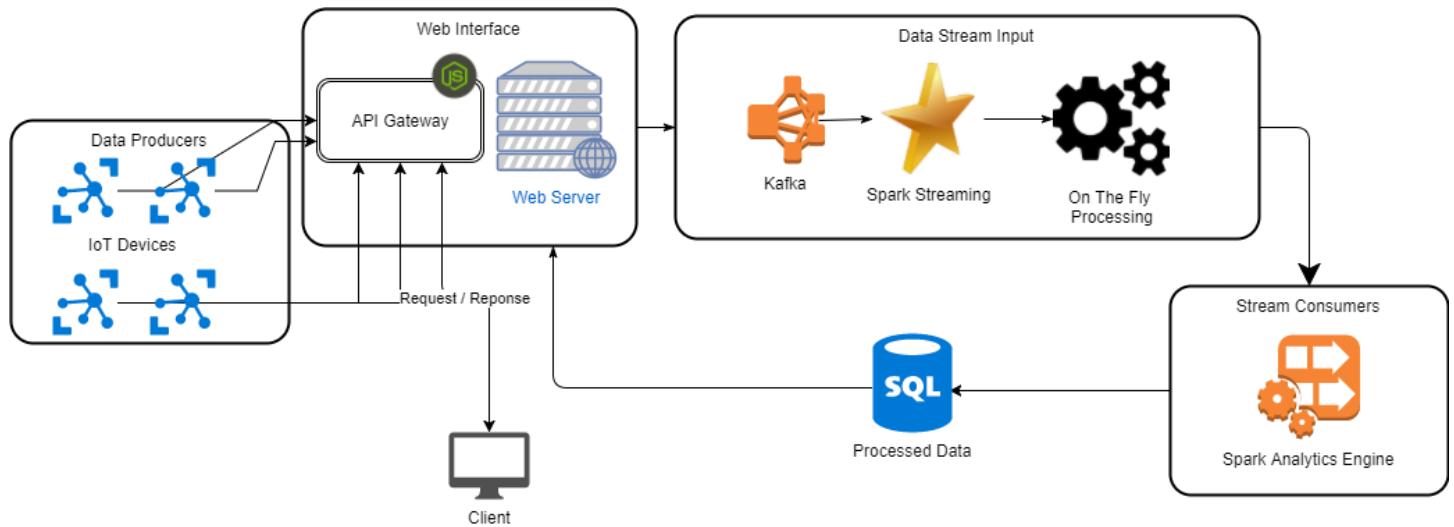 Web Interface
JS
API Gateway
Web Server
Data Producers
IoT Devices
Request / Reponse
Client
Data Stream Input
Kafka
Spark Streaming
On The Fly
Processing
Stream Consumers
Spark Analytics Engine
SQL
Processed Data